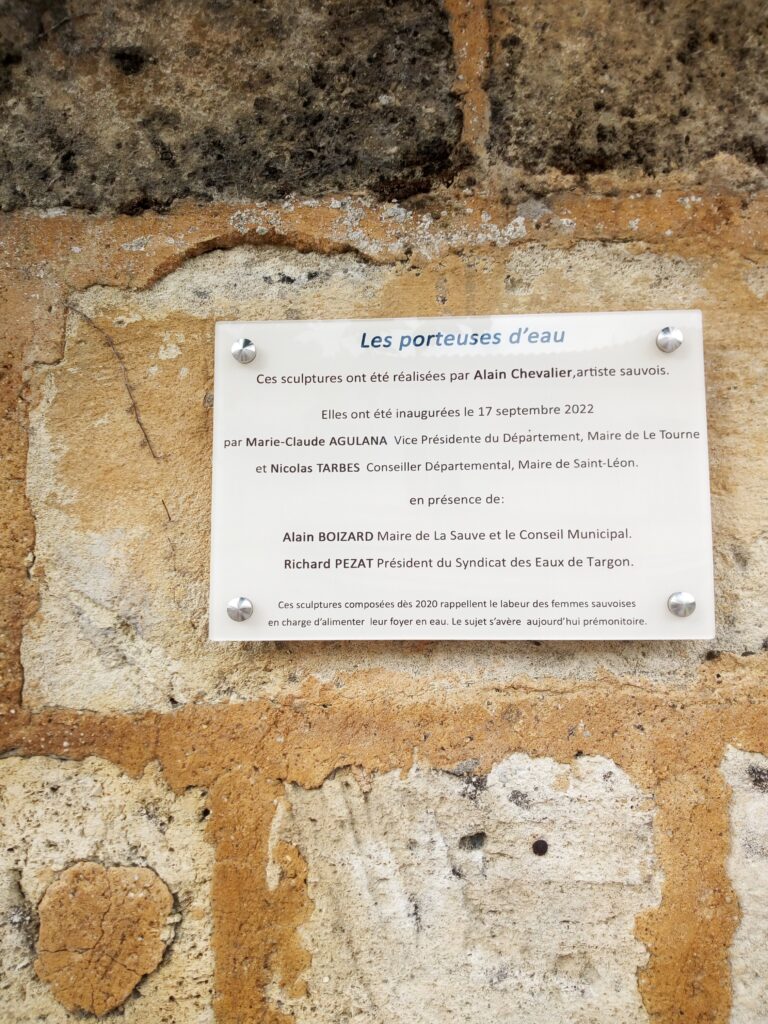 Les porteuses d'eau
Ces sculptures ont été réalisées par Alain Chevalier,artiste sauvois.
Elles ont été inaugurées le 17 septembre 2022
par Marie-Claude AGULANA Vice Présidente du Département, Maire de Le Tourne
et Nicolas TARBES Conseiller Départemental, Maire de Saint-Léon.
en présence de:
Alain BOIZARD Maire de La Sauve et le Conseil Municipal.
Richard PEZAT Président du Syndicat des Eaux de Targon.
Ces sculptures composées dès 2020 rappellent le labeur des femmes sauvoises
en charge d'alimenter leur foyer en eau. Le sujet s'avère aujourd'hui prémonitoire.